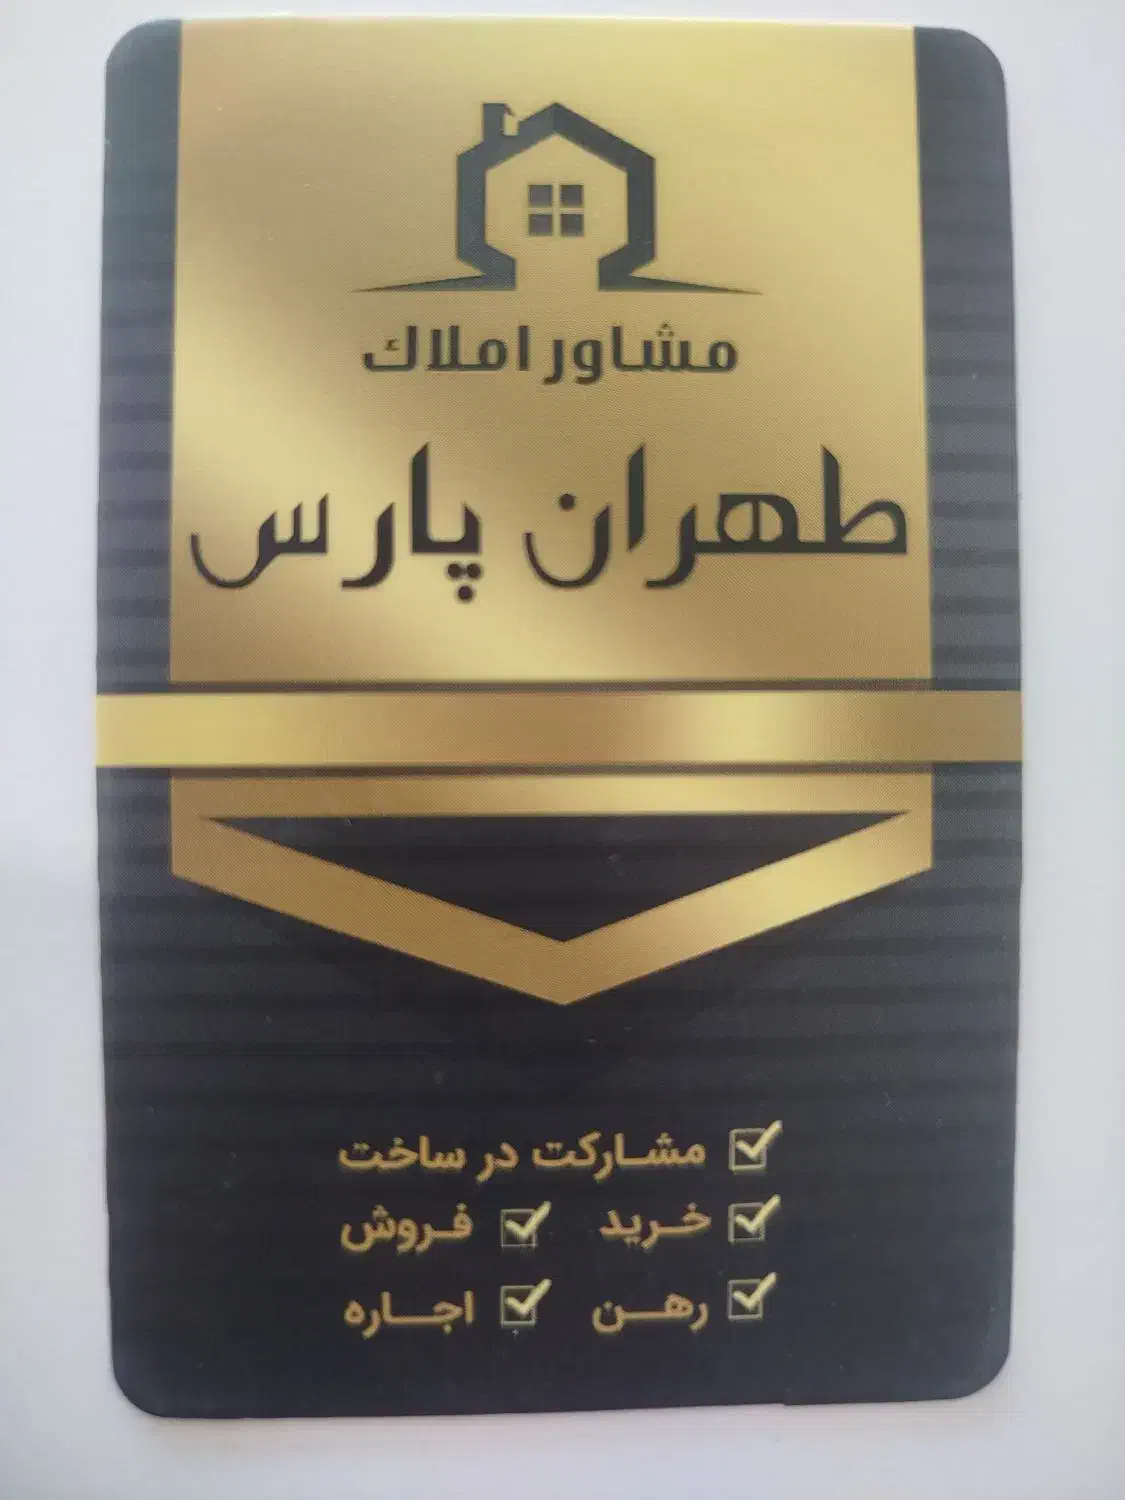 مشاور املاک
طهران پارس
مشارکت در ساخت
خرید فروش
رهن اجاره